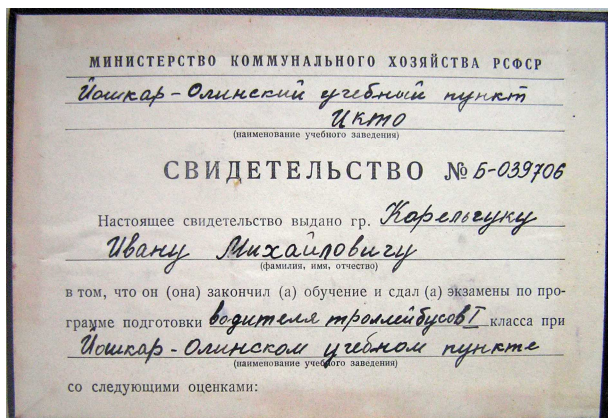 МИНИСТЕРСТВО КОММУНАЛЬНОГО ХОЗЯЙСТВА РСФСР
Йошкар-Олинский учебный пункт
ЦКТО
(наименование учебного заведения)
СВИДЕТЕЛЬСТВО № Б-039706
Настоящее свидетельство выдано гр. Карельчуку
Ивану Михайловичу
(фамилия, имя, отчество)
в том, что он (она) закончил (а) обучение и сдал (а) экзамены по про-
грамме подготовки водителя троллейбусов I класса при
Йошкар-Олинском учебном пункте
(наименование учебного заведения)
со следующими оценками: